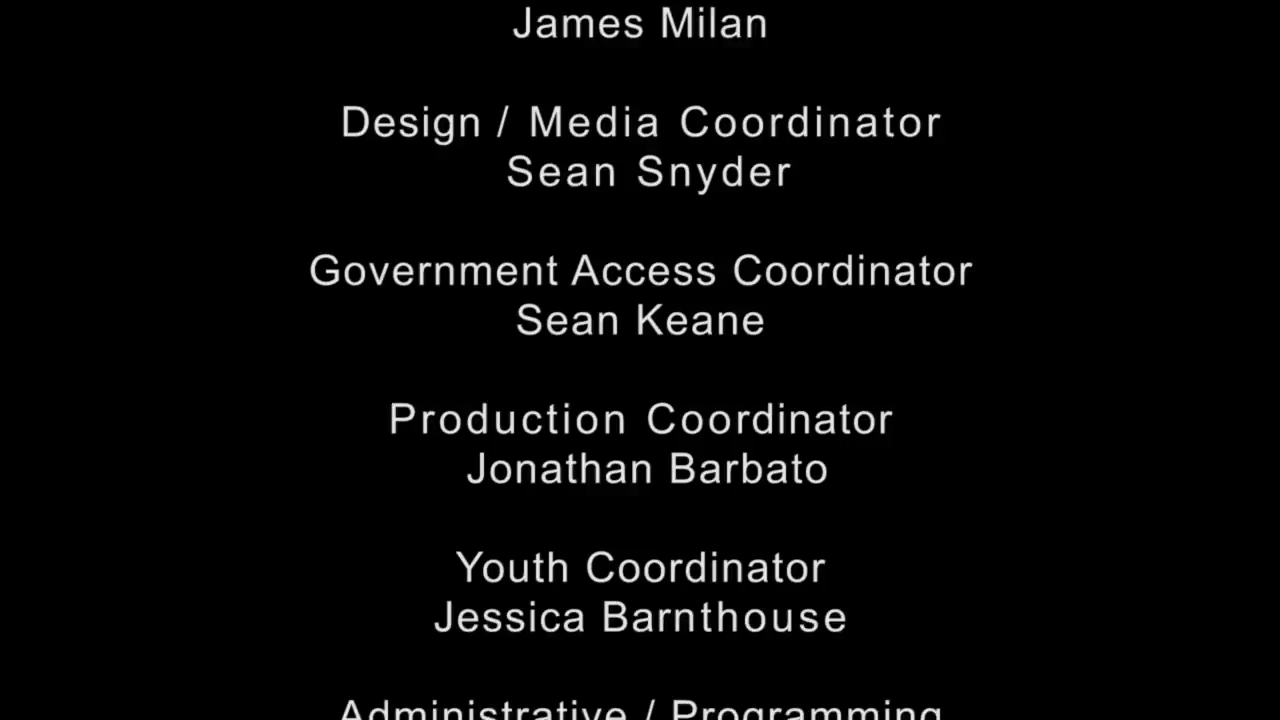 James Milan
Design / Media Coordinator
Sean Snyder
Government Access Coordinator
Sean Keane
Production Coordinator
Jonathan Barbato
Youth Coordinator
Jessica Barnthouse
Administrative / Programming